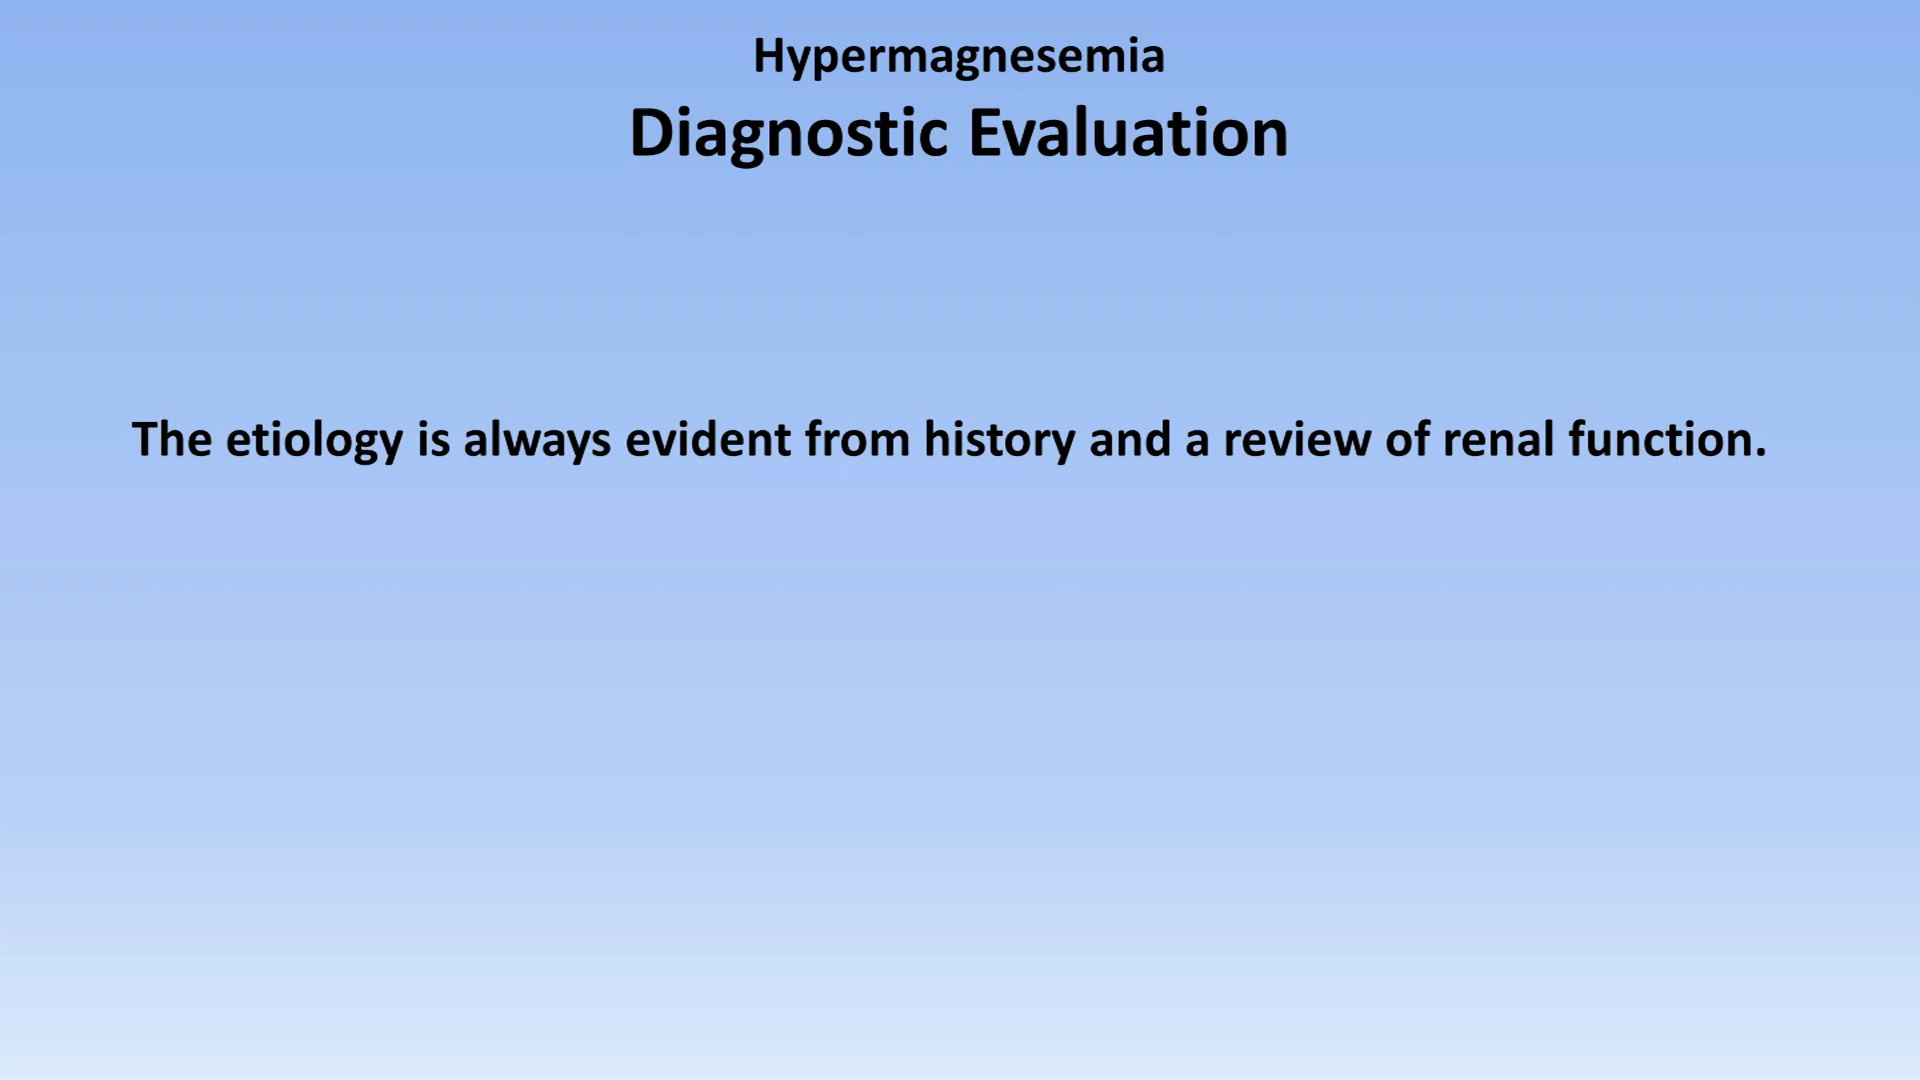 Hypermagnesemia
Diagnostic Evaluation
The etiology is always evident from history and a review of renal function.